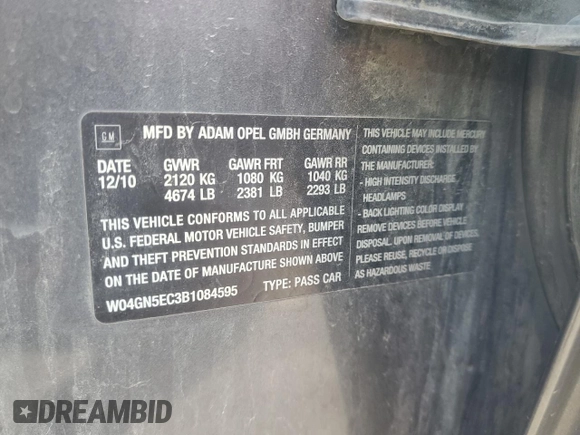 GM
MFD BY ADAM OPEL GMBH GERMANY
DATE GVWR GAWR FRT GAWR RR
12/10 2120 KG 1080 KG 1040 KG
4674 LB 2381 LB 2293 LB
THIS VEHICLE CONFORMS TO ALL APPLICABLE
U.S. FEDERAL MOTOR VEHICLE SAFETY, BUMPER
AND THEFT PREVENTION STANDARDS IN EFFECT
ON THE DATE OF MANUFACTURE SHOWN ABOVE
W04GN5EC3B1084595 TYPE: PASS CAR
THIS VEHICLE MAY INCLUDE MERCURY
CONTAINING DEVICES INSTALLED BY
THE MANUFACTURER:
- HIGH INTENSITY DISCHARGE
HEADLAMPS
- BACK LIGHTING COLOR DISPLAY
REMOVE DEVICES BEFORE VEHICLE
DISPOSAL. UPON REMOVAL OF DEVICES
PLEASE REUSE, RECYCLE OR DISPOSE
AS HAZARDOUS WASTE
DREAMBID